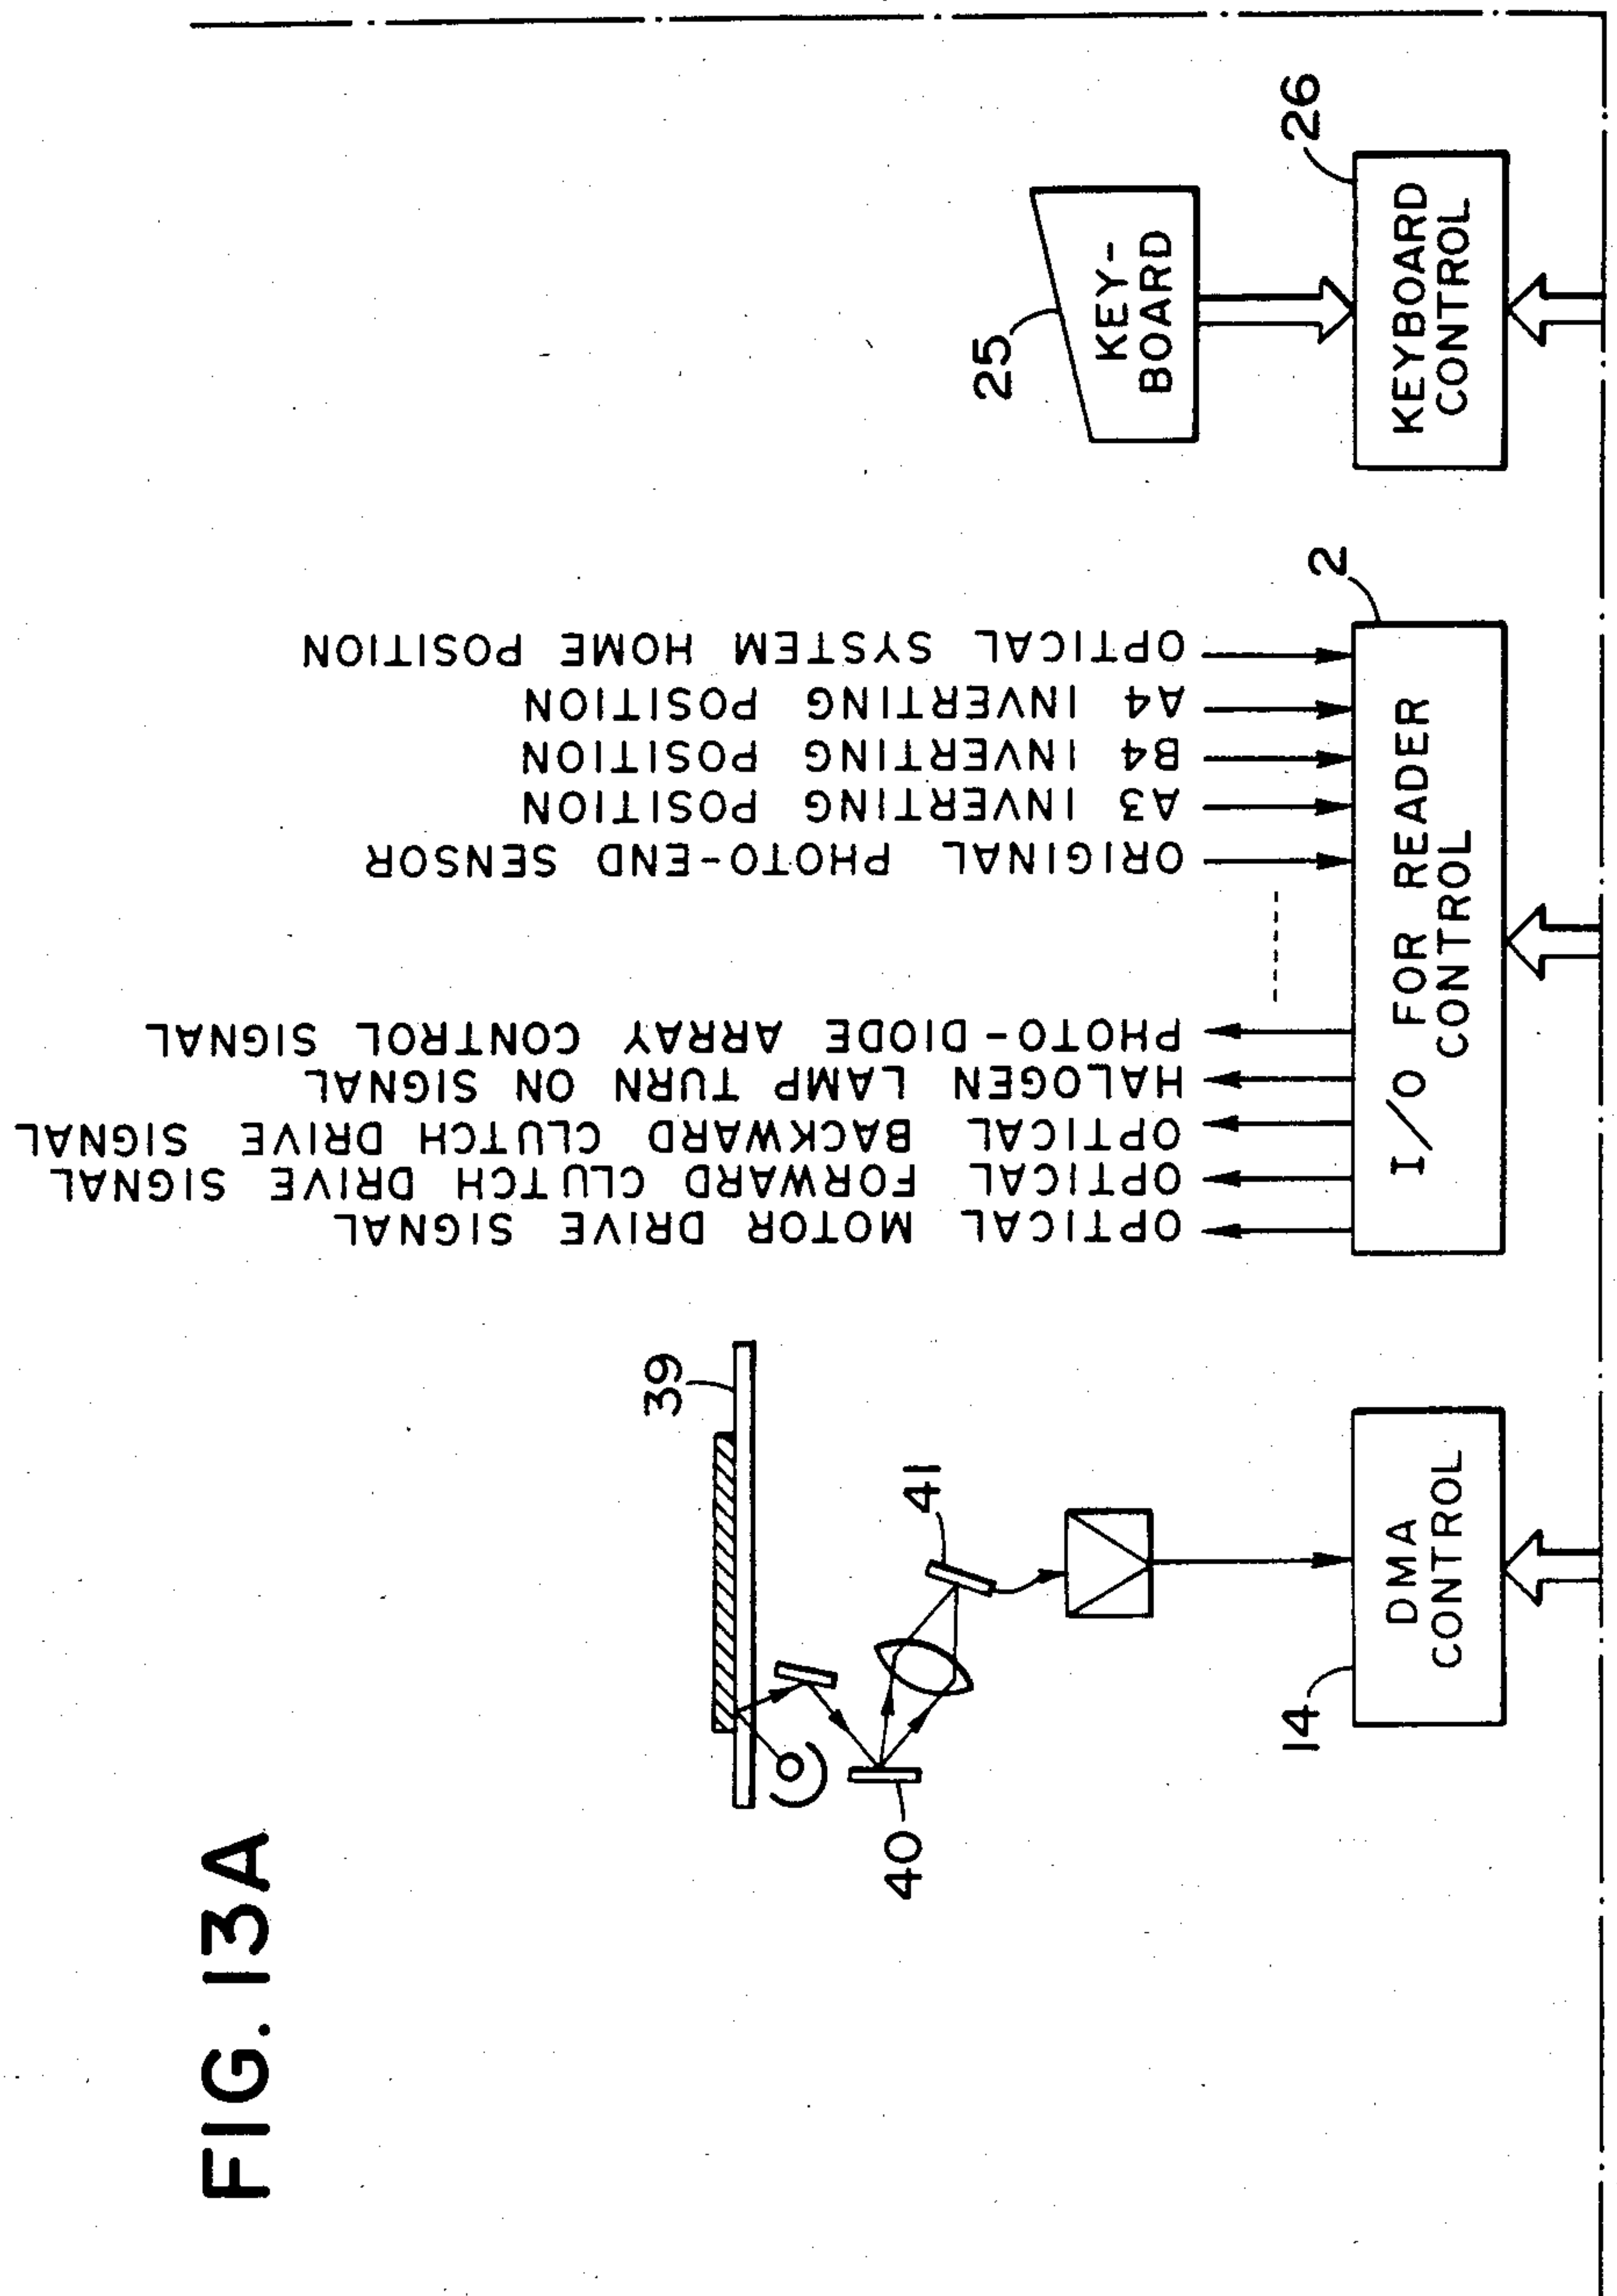 FIG. 13A
39
40
41
14
DMA
CONTROL
OPTICAL MOTOR DRIVE SIGNAL
OPTICAL FORWARD CLUTCH DRIVE SIGNAL
OPTICAL BACKWARD CLUTCH DRIVE SIGNAL
HALOGEN LAMP TURN ON SIGNAL
PHOTO-DIODE ARRAY CONTROL SIGNAL
ORIGINAL PHOTO-END SENSOR
A3 INVERTING POSITION
B4 INVERTING POSITION
A4 INVERTING POSITION
OPTICAL SYSTEM HOME POSITION
2
I/O FOR READER
CONTROL
25
KEY-
BOARD
26
KEYBOARD
CONTROL